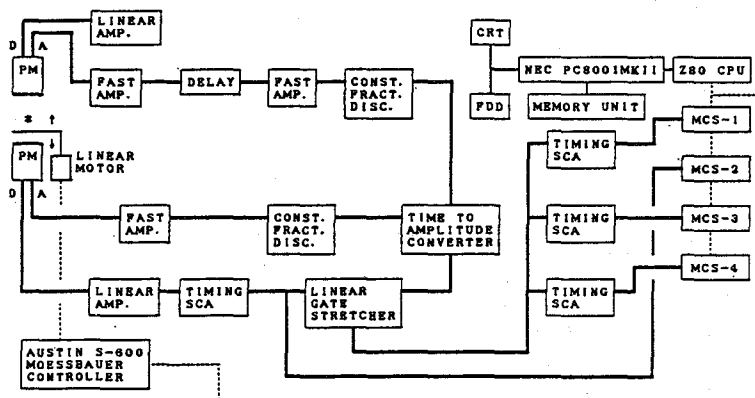 LINEAR
AMP.
D A
PM
FAST
AMP.
DELAY
FAST
AMP.
CONST.
FRACT.
DISC.
CRT
NEC PC8001MKII
Z80 CPU
FDD
MEMORY UNIT
* ↑
↓
PM
LINEAR
MOTOR
D A
TIMING
SCA
MCS-1
MCS-2
FAST
AMP.
CONST.
FRACT.
DISC.
TIME TO
AMPLITUDE
CONVERTER
TIMING
SCA
MCS-3
LINEAR
AMP.
TIMING
SCA
LINEAR
GATE
STRETCHER
TIMING
SCA
MCS-4
AUSTIN S-600
MOESSBAUER
CONTROLLER